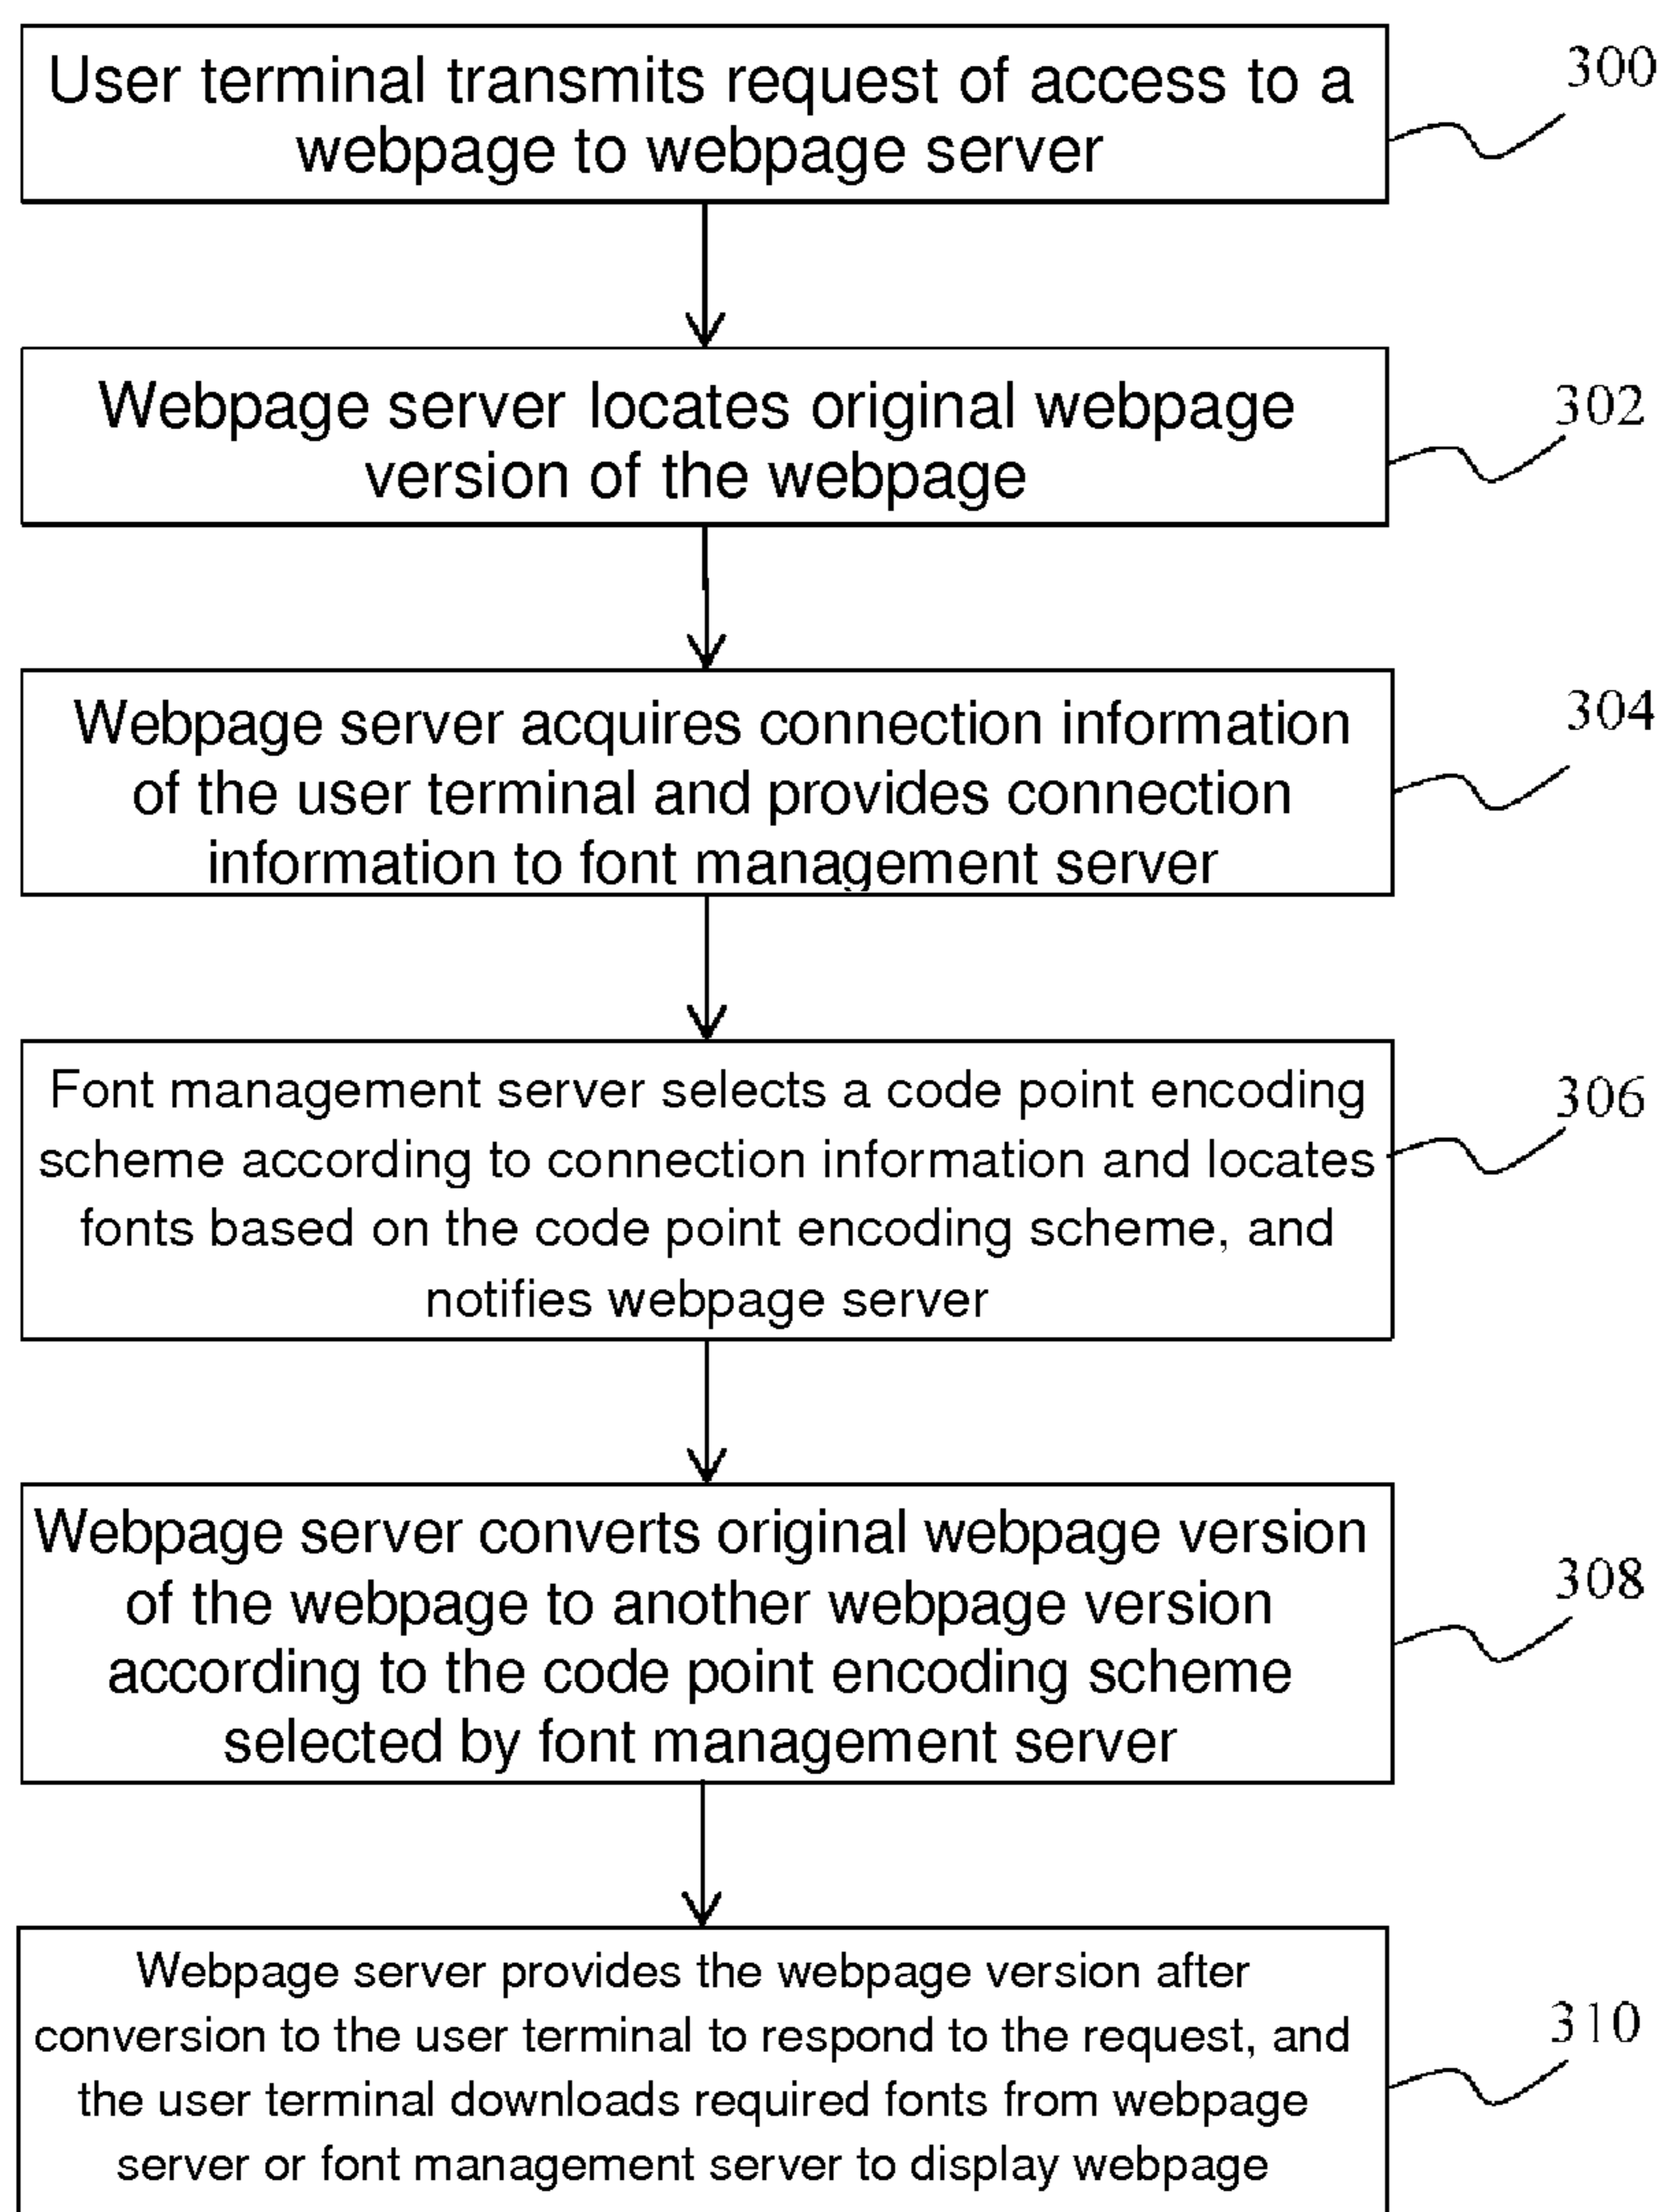 User terminal transmits request of access to a
webpage to webpage server
300
Webpage server locates original webpage
version of the webpage
302
Webpage server acquires connection information
of the user terminal and provides connection
information to font management server
304
Font management server selects a code point encoding
scheme according to connection information and locates
fonts based on the code point encoding scheme, and
notifies webpage server
306
Webpage server converts original webpage version
of the webpage to another webpage version
according to the code point encoding scheme
selected by font management server
308
Webpage server provides the webpage version after
conversion to the user terminal to respond to the request, and
the user terminal downloads required fonts from webpage
server or font management server to display webpage
310